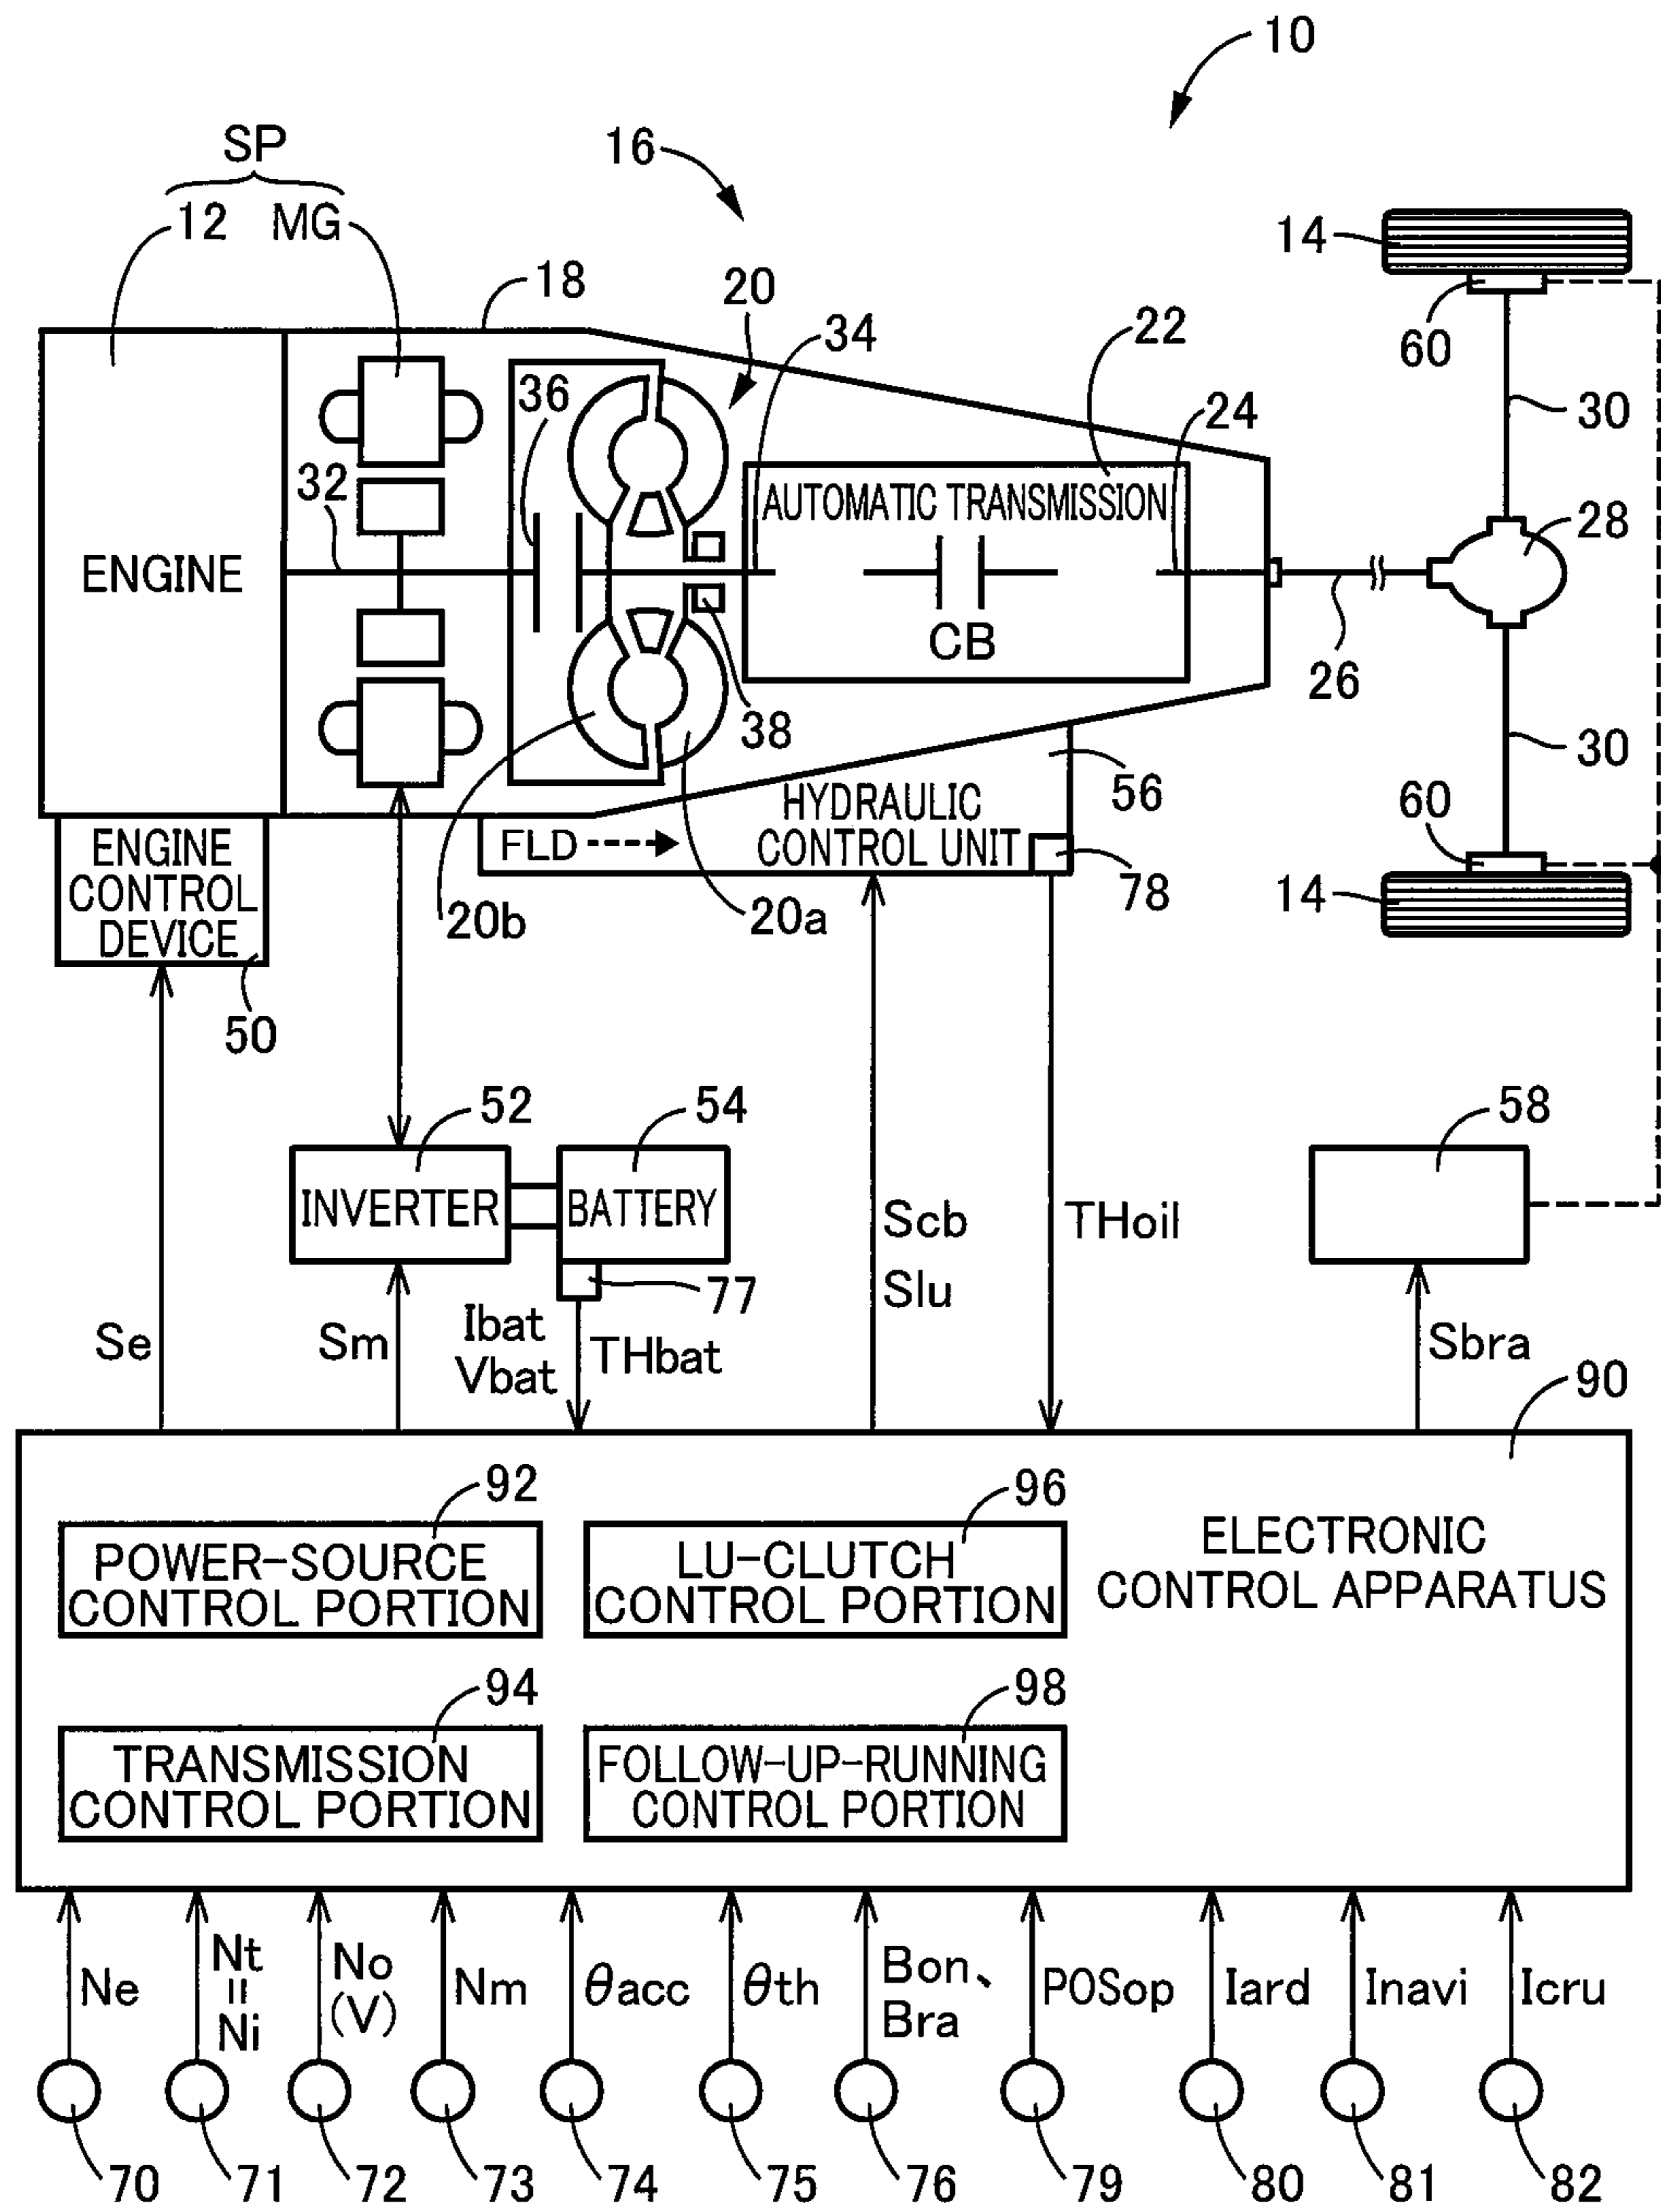 10
SP
16
12 MG
14
18
20
60
22
34
36
24
30
32
AUTOMATIC TRANSMISSION
28
ENGINE
CB
26
38
30
56
HYDRAULIC
CONTROL UNIT
FLD
60
78
14
ENGINE
CONTROL
DEVICE
20b
20a
50
52
54
58
INVERTER
BATTERY
Scb
Slu
THoil
77
Se
Sm
Ibat
Vbat
THbat
Sbra
90
92
96
POWER-SOURCE
CONTROL PORTION
LU-CLUTCH
CONTROL PORTION
ELECTRONIC
CONTROL APPARATUS
94
98
TRANSMISSION
CONTROL PORTION
FOLLOW-UP-RUNNING
CONTROL PORTION
Ne
Nt
=
Ni
No
(V)
Nm
θacc
θth
Bon、
Bra
POSop
Iard
Inavi
Icru
70 71 72 73 74 75 76 79 80 81 82